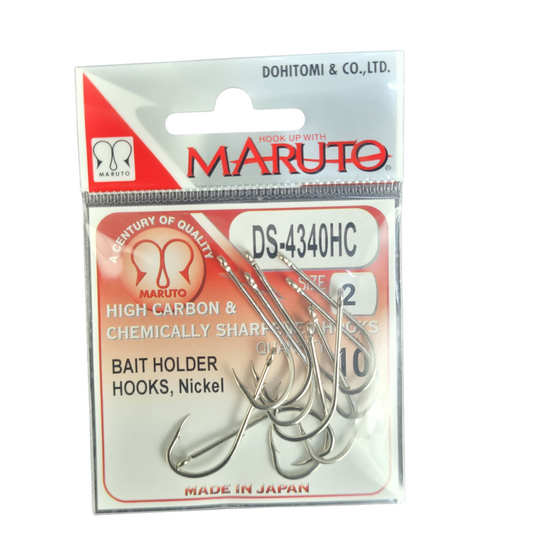 DOHITOMI & CO.,LTD.
HOOK UP WITH
MARUTO®
MARUTO
A CENTURY OF QUALITY
MARUTO
DS-4340HC
SIZE
2
HIGH CARBON &
CHEMICALLY SHARPENED HOOKS
10
BAIT HOLDER
HOOKS, Nickel
MADE IN JAPAN